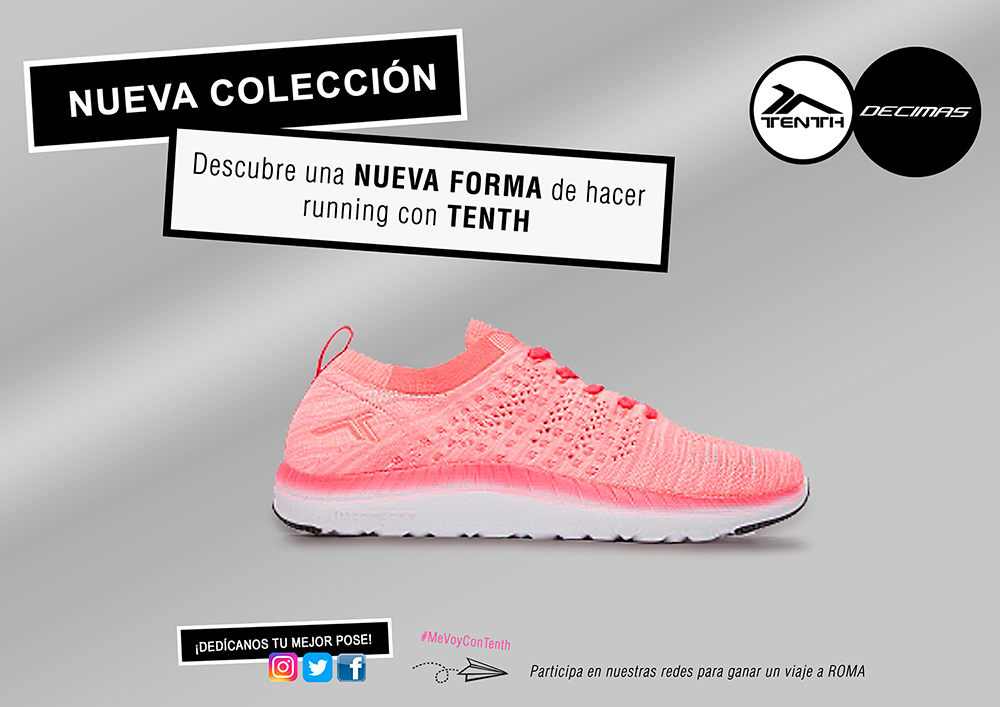 NUEVA COLECCIÓN
Descubre una NUEVA FORMA de hacer
running con TENTH
TENTH
DECIMAS
¡DEDÍCANOS TU MEJOR POSE!
#MeVoyConTenth
Participa en nuestras redes para ganar un viaje a ROMA